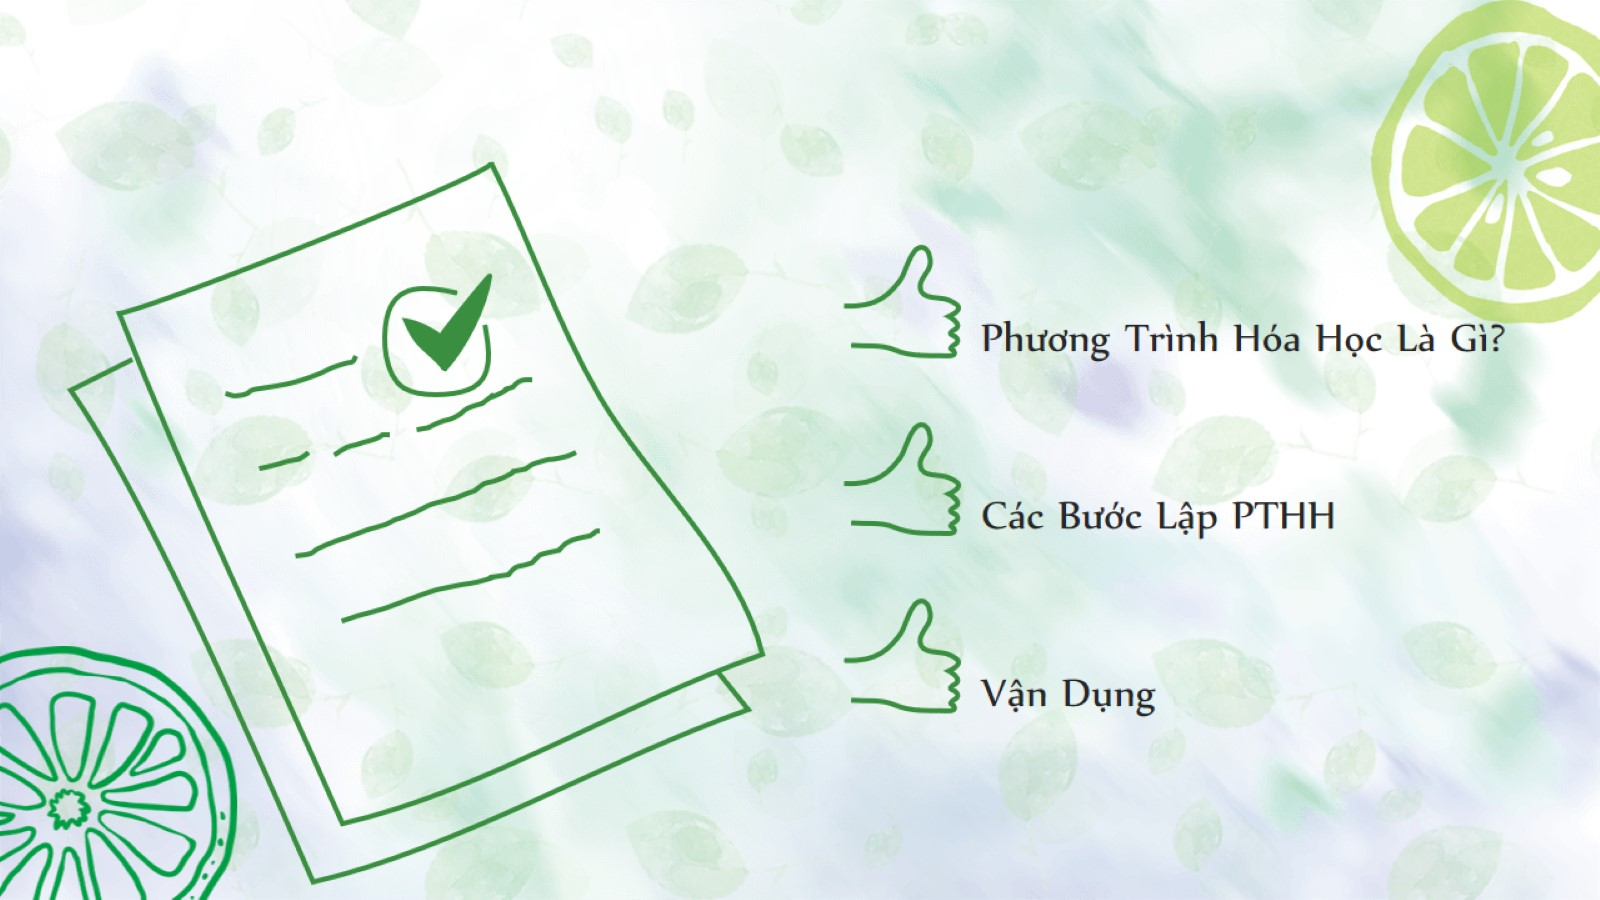 Phương Trình Hóa Học Là Gì?
Các Bước Lập PTHH
Vận Dụng